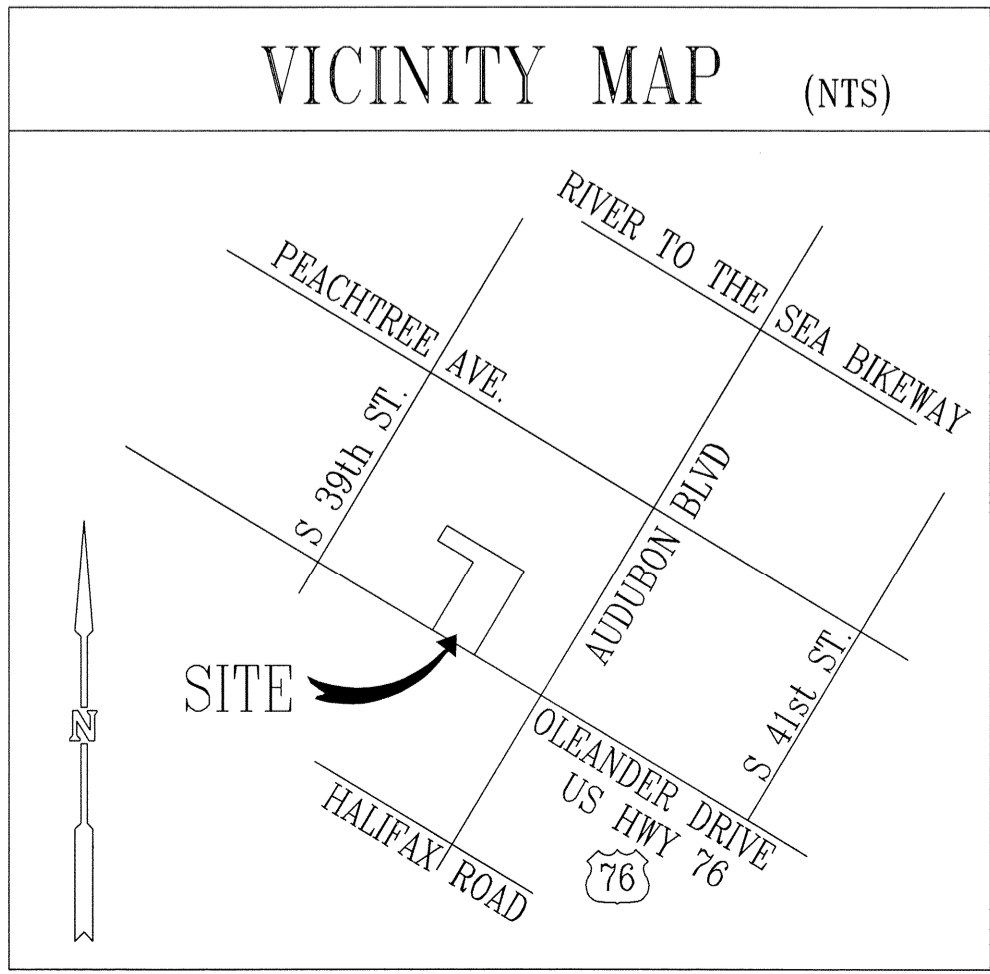 VICINITY MAP (NTS)
RIVER TO THE SEA BIKEWAY
PEACHTREE AVE.
S 39th ST.
AUDUBON BLVD
S 41st ST.
SITE
N
OLEANDER DRIVE
US HWY 76
76
HALIFAX ROAD